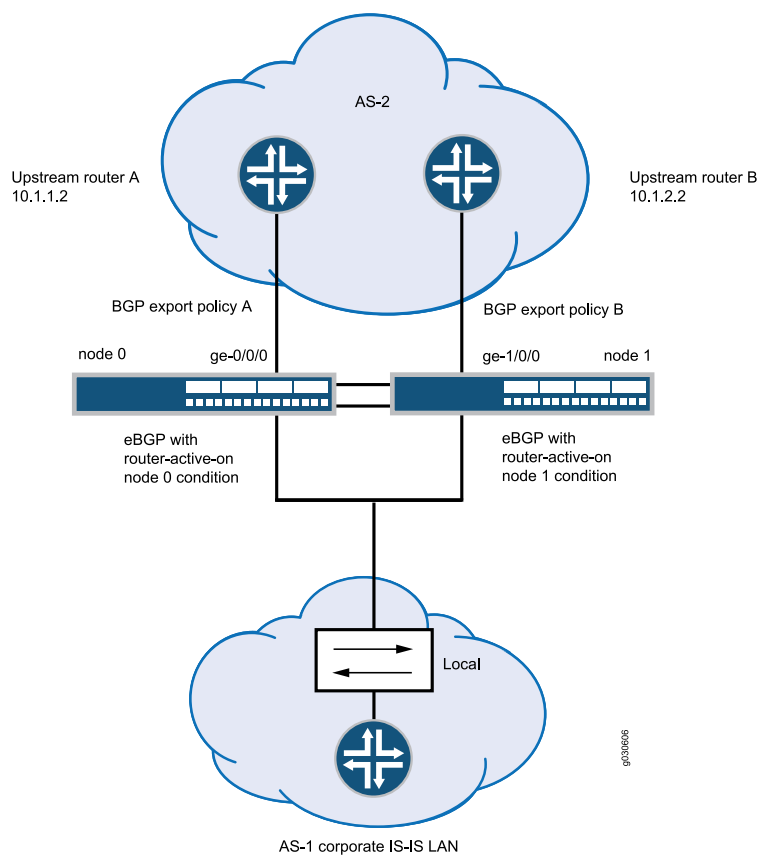 AS-2
Upstream router A
10.1.1.2
Upstream router B
10.1.2.2
BGP export policy A
BGP export policy B
node 0
ge-0/0/0
ge-1/0/0
node 1
eBGP with
router-active-on
node 0 condition
eBGP with
router-active-on
node 1 condition
Local
g030606
AS-1 corporate IS-IS LAN